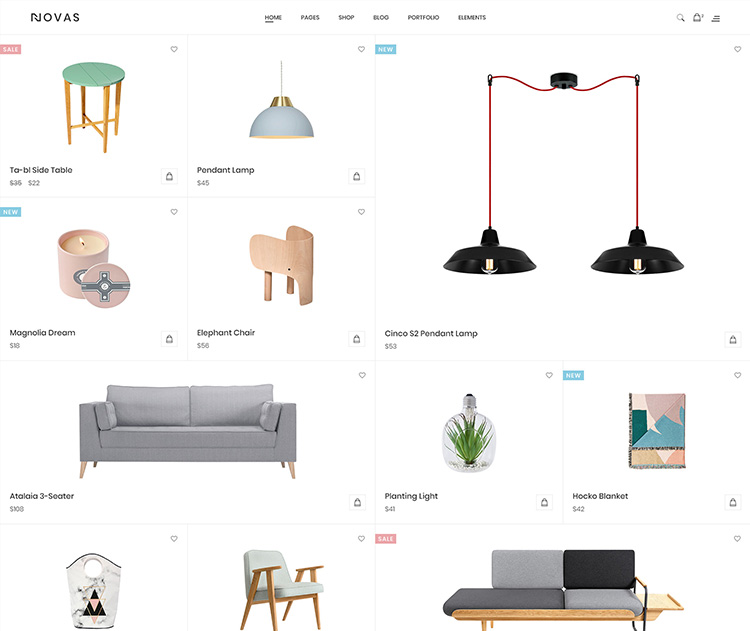 NOVAS
HOME PAGES SHOP BLOG PORTFOLIO ELEMENTS
2
SALE
Ta-bl Side Table
$35 $22
Pendant Lamp
$45
NEW
Cinco S2 Pendant Lamp
$53
NEW
Magnolia Dream
$18
Elephant Chair
$56
Atalaia 3-Seater
$108
Planting Light
$41
NEW
Hocko Blanket
$42
SALE